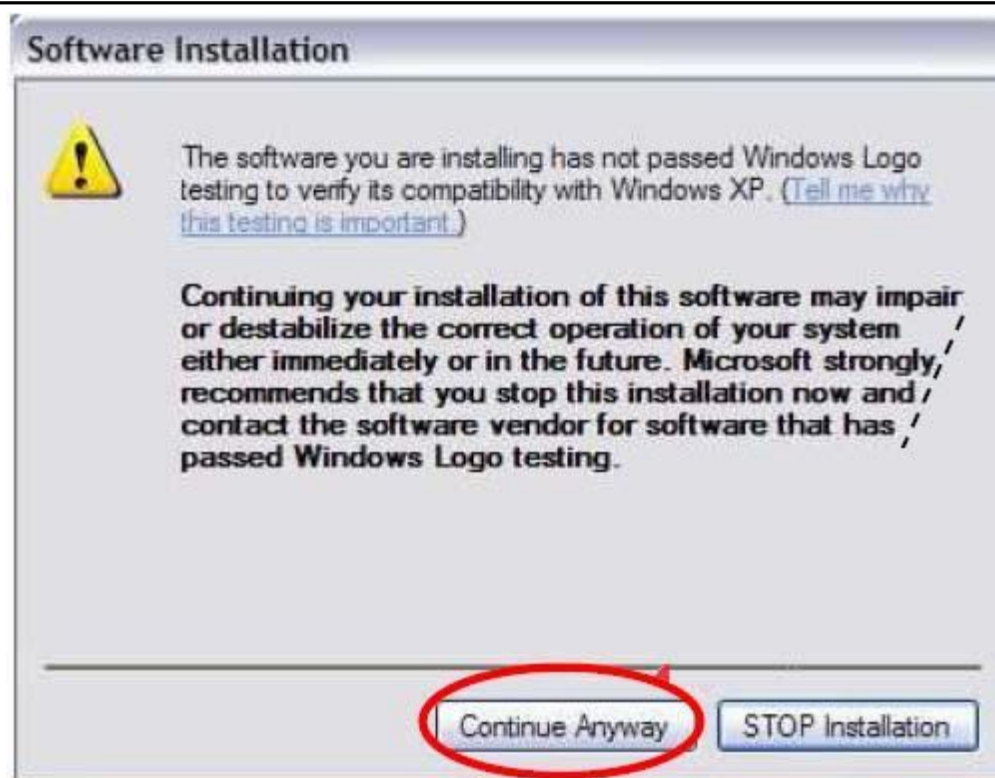 Software Installation
The software you are installing has not passed Windows Logo
testing to verify its compatibility with Windows XP. (Tell me why
this testing is important.)
Continuing your installation of this software may impair
or destabilize the correct operation of your system
either immediately or in the future. Microsoft strongly
recommends that you stop this installation now and
contact the software vendor for software that has
passed Windows Logo testing.
Continue Anyway STOP Installation